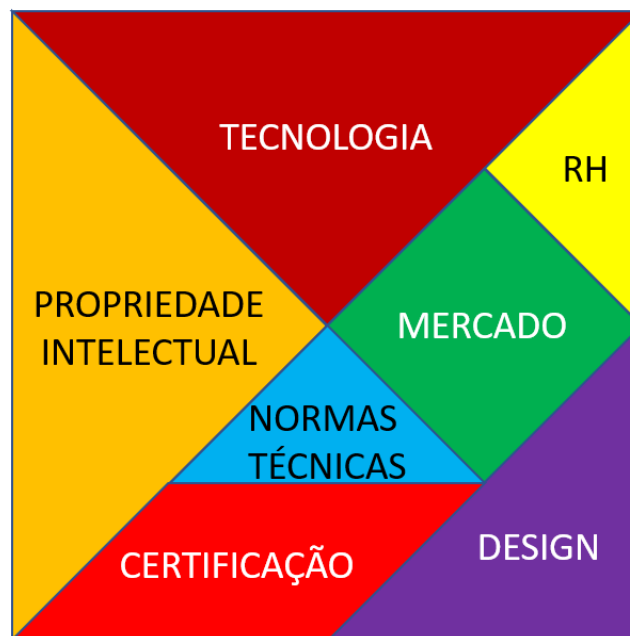 TECNOLOGIA
RH
PROPRIEDADE
INTELECTUAL
MERCADO
NORMAS
TÉCNICAS
CERTIFICAÇÃO
DESIGN